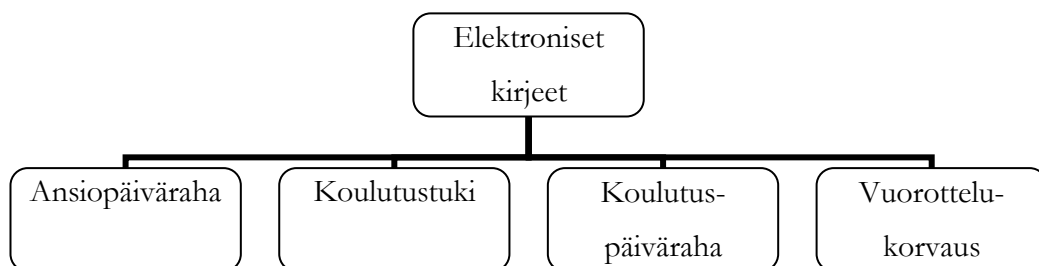 Elektroniset
kirjeet
Ansiopäiväraha
Koulutustuki
Koulutus-
päiväraha
Vuorottelu-
korvaus